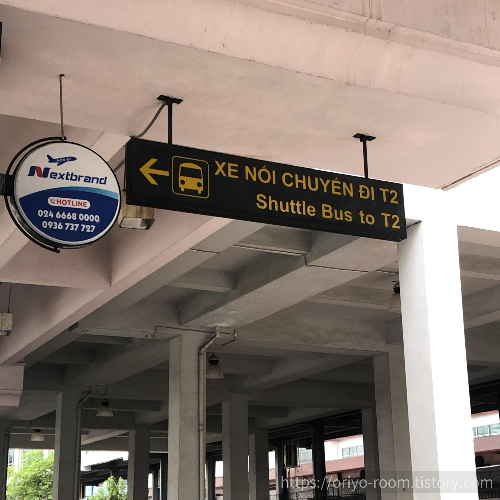 Nextbrand
HOTLINE
024 6668 0000
0936 737 727
XE NỐI CHUYẾN ĐI T2
Shuttle Bus to T2
https://oriyo-room.tistory.com